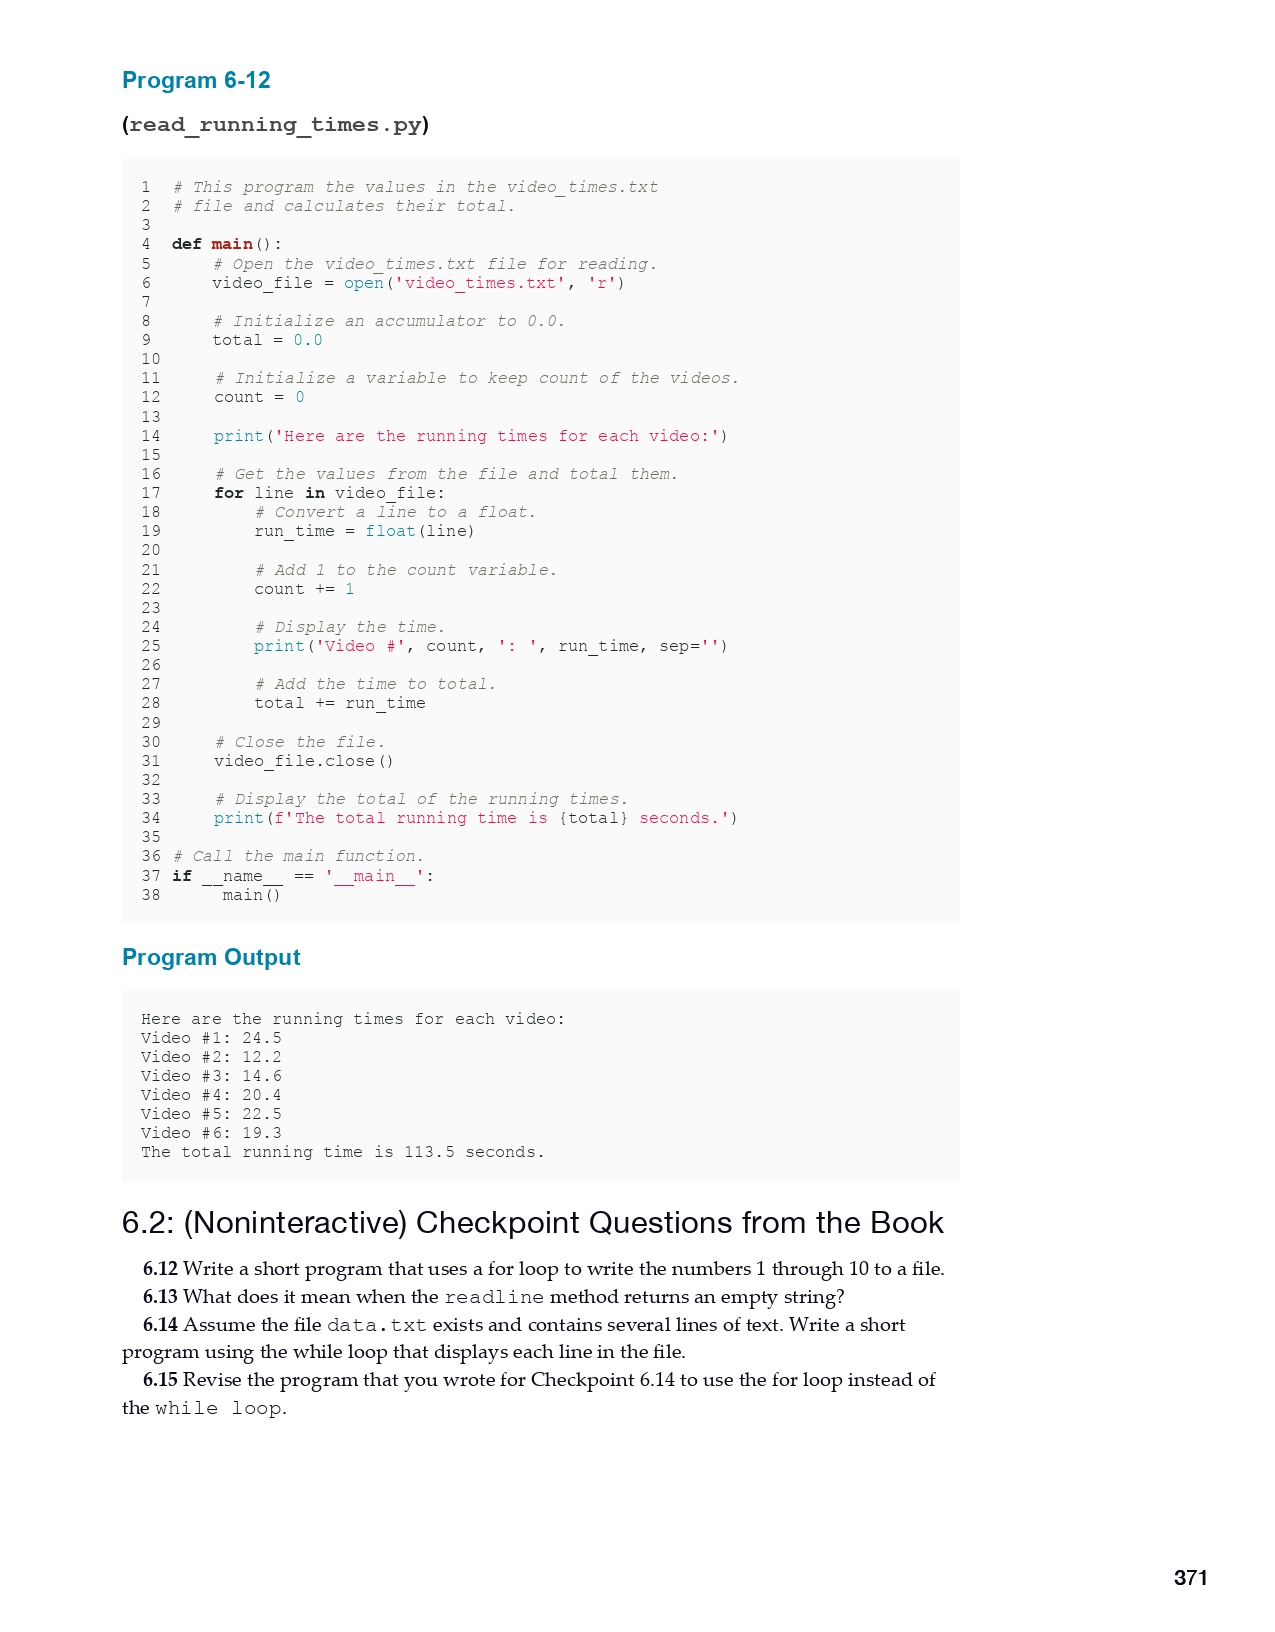 Program 6-12
(read_running_times.py)
1 # This program the values in the video_times.txt
2 # file and calculates their total.
3
4 def main():
5     # Open the video_times.txt file for reading.
6     video_file = open('video_times.txt', 'r')
7
8     # Initialize an accumulator to 0.0.
9     total = 0.0
10
11     # Initialize a variable to keep count of the videos.
12     count = 0
13
14     print('Here are the running times for each video:')
15
16     # Get the values from the file and total them.
17     for line in video_file:
18         # Convert a line to a float.
19         run_time = float(line)
20
21         # Add 1 to the count variable.
22         count += 1
23
24         # Display the time.
25         print('Video #', count, ': ', run_time, sep='')
26
27         # Add the time to total.
28         total += run_time
29
30     # Close the file.
31     video_file.close()
32
33     # Display the total of the running times.
34     print(f'The total running time is {total} seconds.')
35
36 # Call the main function.
37 if __name__ == '__main__':
38     main()
Program Output
Here are the running times for each video:
Video #1: 24.5
Video #2: 12.2
Video #3: 14.6
Video #4: 20.4
Video #5: 22.5
Video #6: 19.3
The total running time is 113.5 seconds.
6.2: (Noninteractive) Checkpoint Questions from the Book
6.12 Write a short program that uses a for loop to write the numbers 1 through 10 to a file.
6.13 What does it mean when the readline method returns an empty string?
6.14 Assume the file data.txt exists and contains several lines of text. Write a short
program using the while loop that displays each line in the file.
6.15 Revise the program that you wrote for Checkpoint 6.14 to use the for loop instead of
the while loop.
371